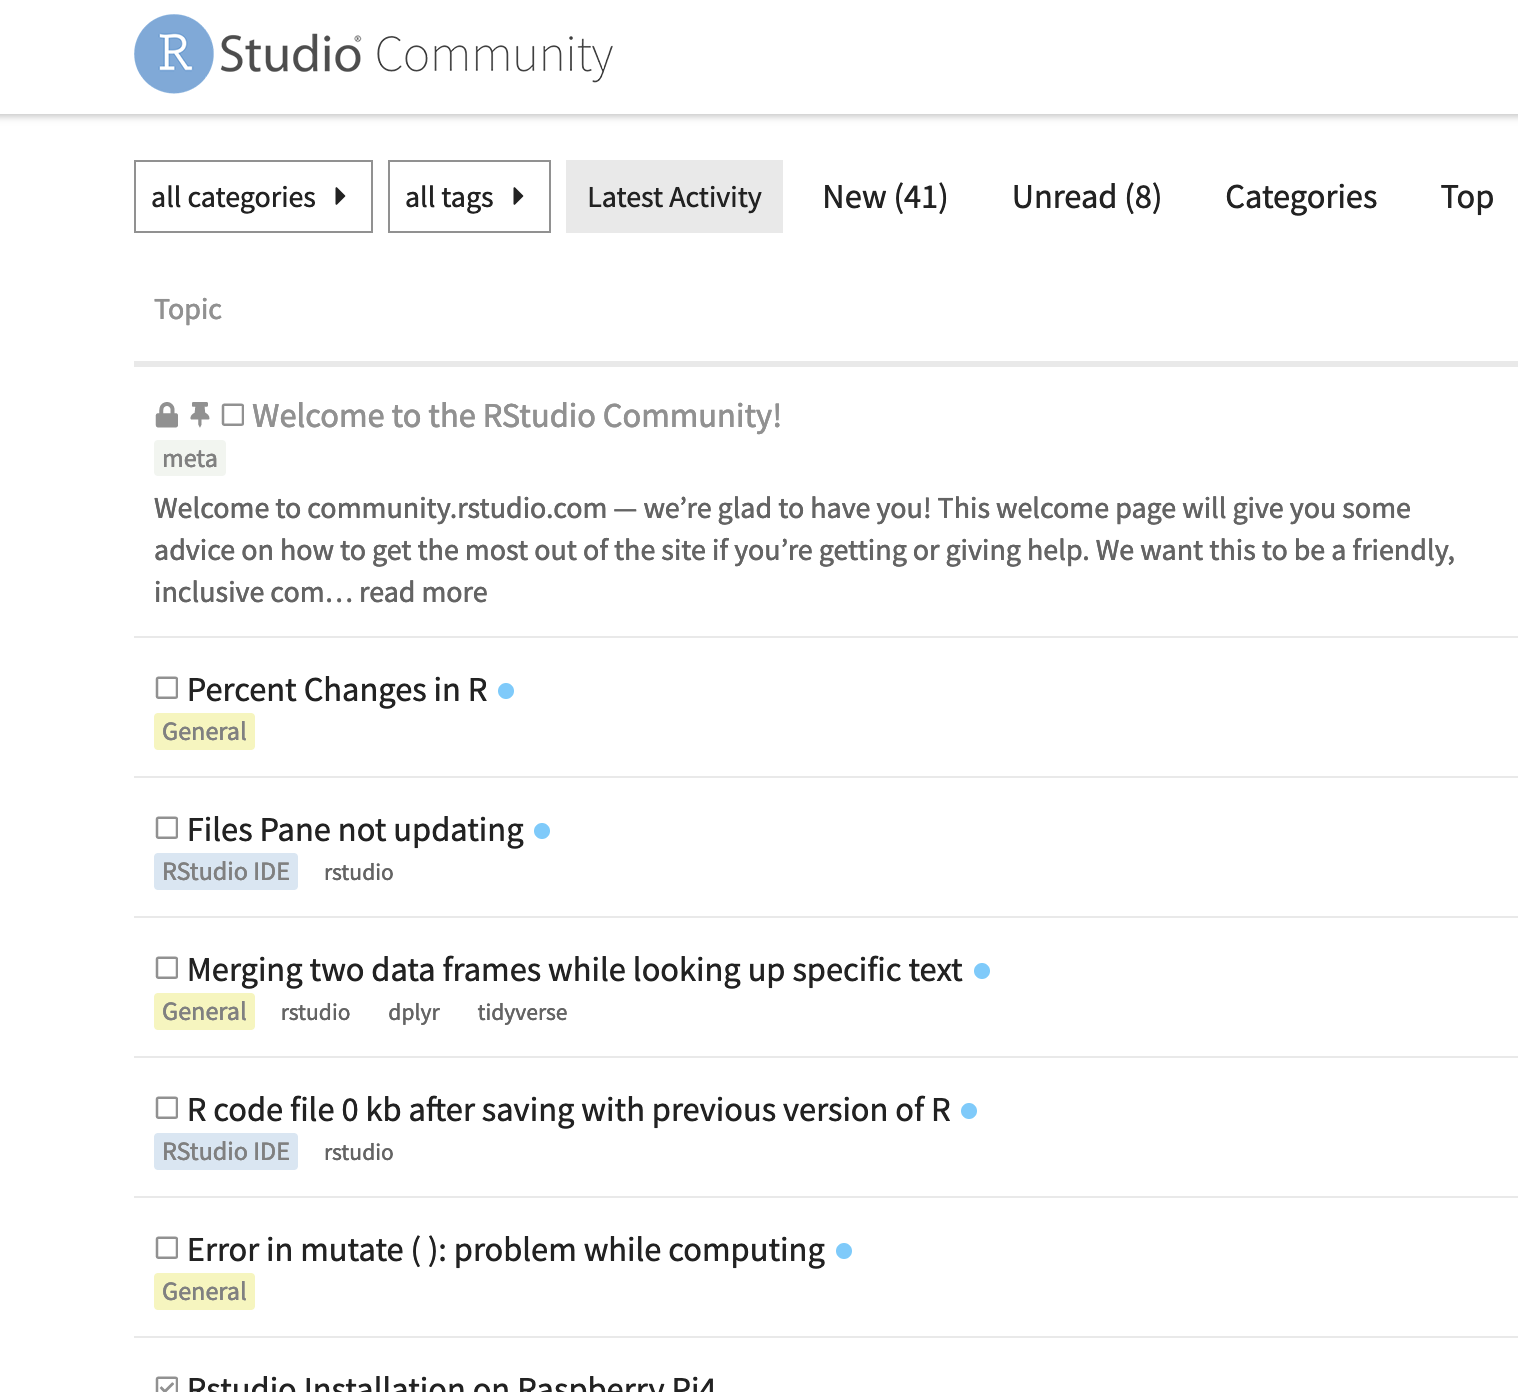 RStudio® Community
all categories all tags Latest Activity New (41) Unread (8) Categories Top
Topic
Welcome to the RStudio Community!
meta
Welcome to community.rstudio.com — we’re glad to have you! This welcome page will give you some
advice on how to get the most out of the site if you’re getting or giving help. We want this to be a friendly,
inclusive com… read more
Percent Changes in R
General
Files Pane not updating
RStudio IDE rstudio
Merging two data frames while looking up specific text
General rstudio dplyr tidyverse
R code file 0 kb after saving with previous version of R
RStudio IDE rstudio
Error in mutate ( ): problem while computing
General
Rstudio Installation on Raspberry Pi4